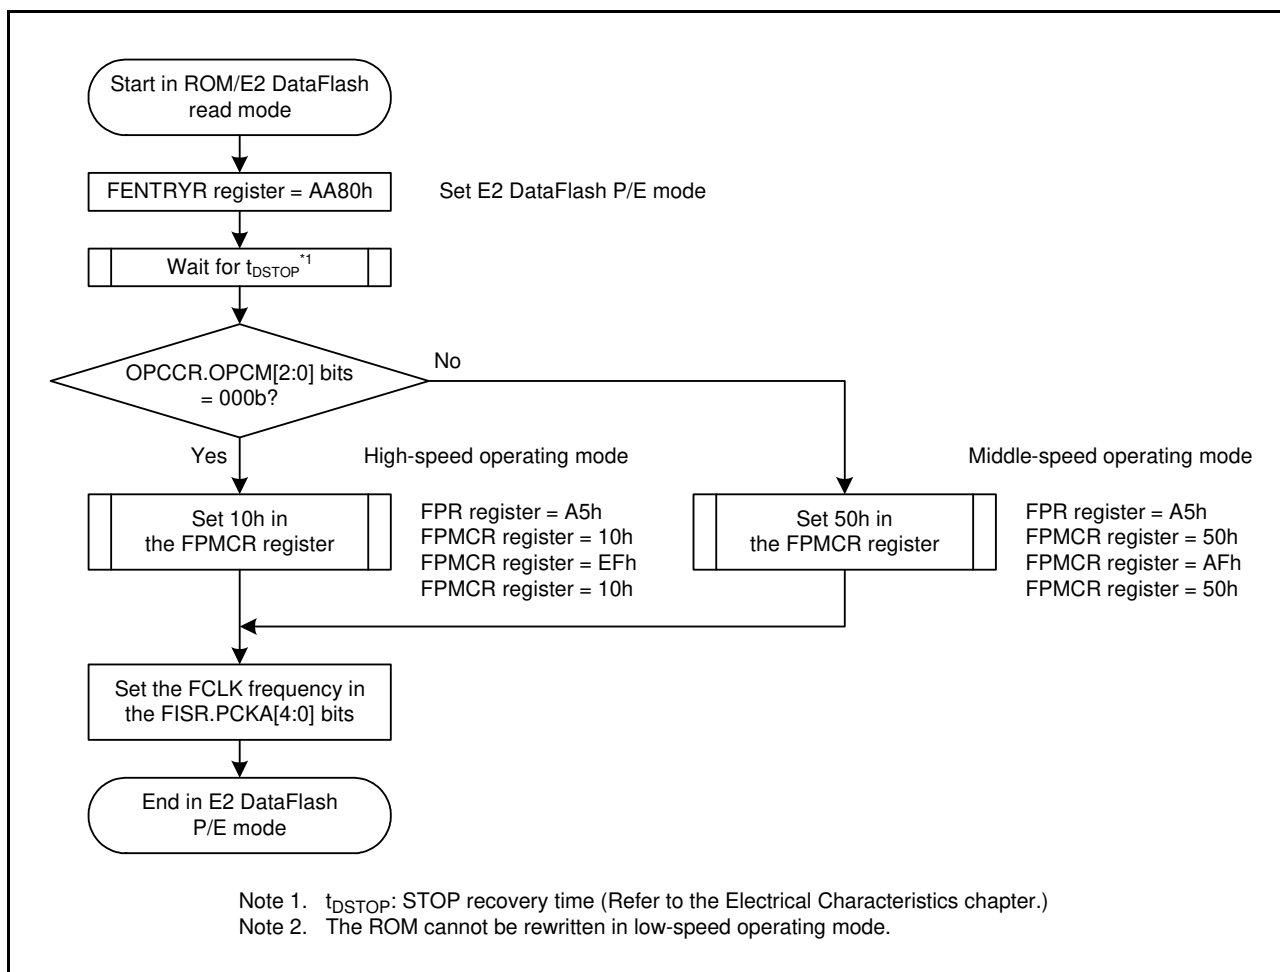 Start in ROM/E2 DataFlash
read mode
FENTRYR register = AA80h
Set E2 DataFlash P/E mode
Wait for tDSTOP*1
OPCCR.OPCM[2:0] bits
= 000b?
No
Yes
High-speed operating mode
Middle-speed operating mode
Set 10h in
the FPMCR register
FPR register = A5h
FPMCR register = 10h
FPMCR register = EFh
FPMCR register = 10h
Set 50h in
the FPMCR register
FPR register = A5h
FPMCR register = 50h
FPMCR register = AFh
FPMCR register = 50h
Set the FCLK frequency in
the FISR.PCKA[4:0] bits
End in E2 DataFlash
P/E mode
Note 1. tDSTOP: STOP recovery time (Refer to the Electrical Characteristics chapter.)
Note 2. The ROM cannot be rewritten in low-speed operating mode.